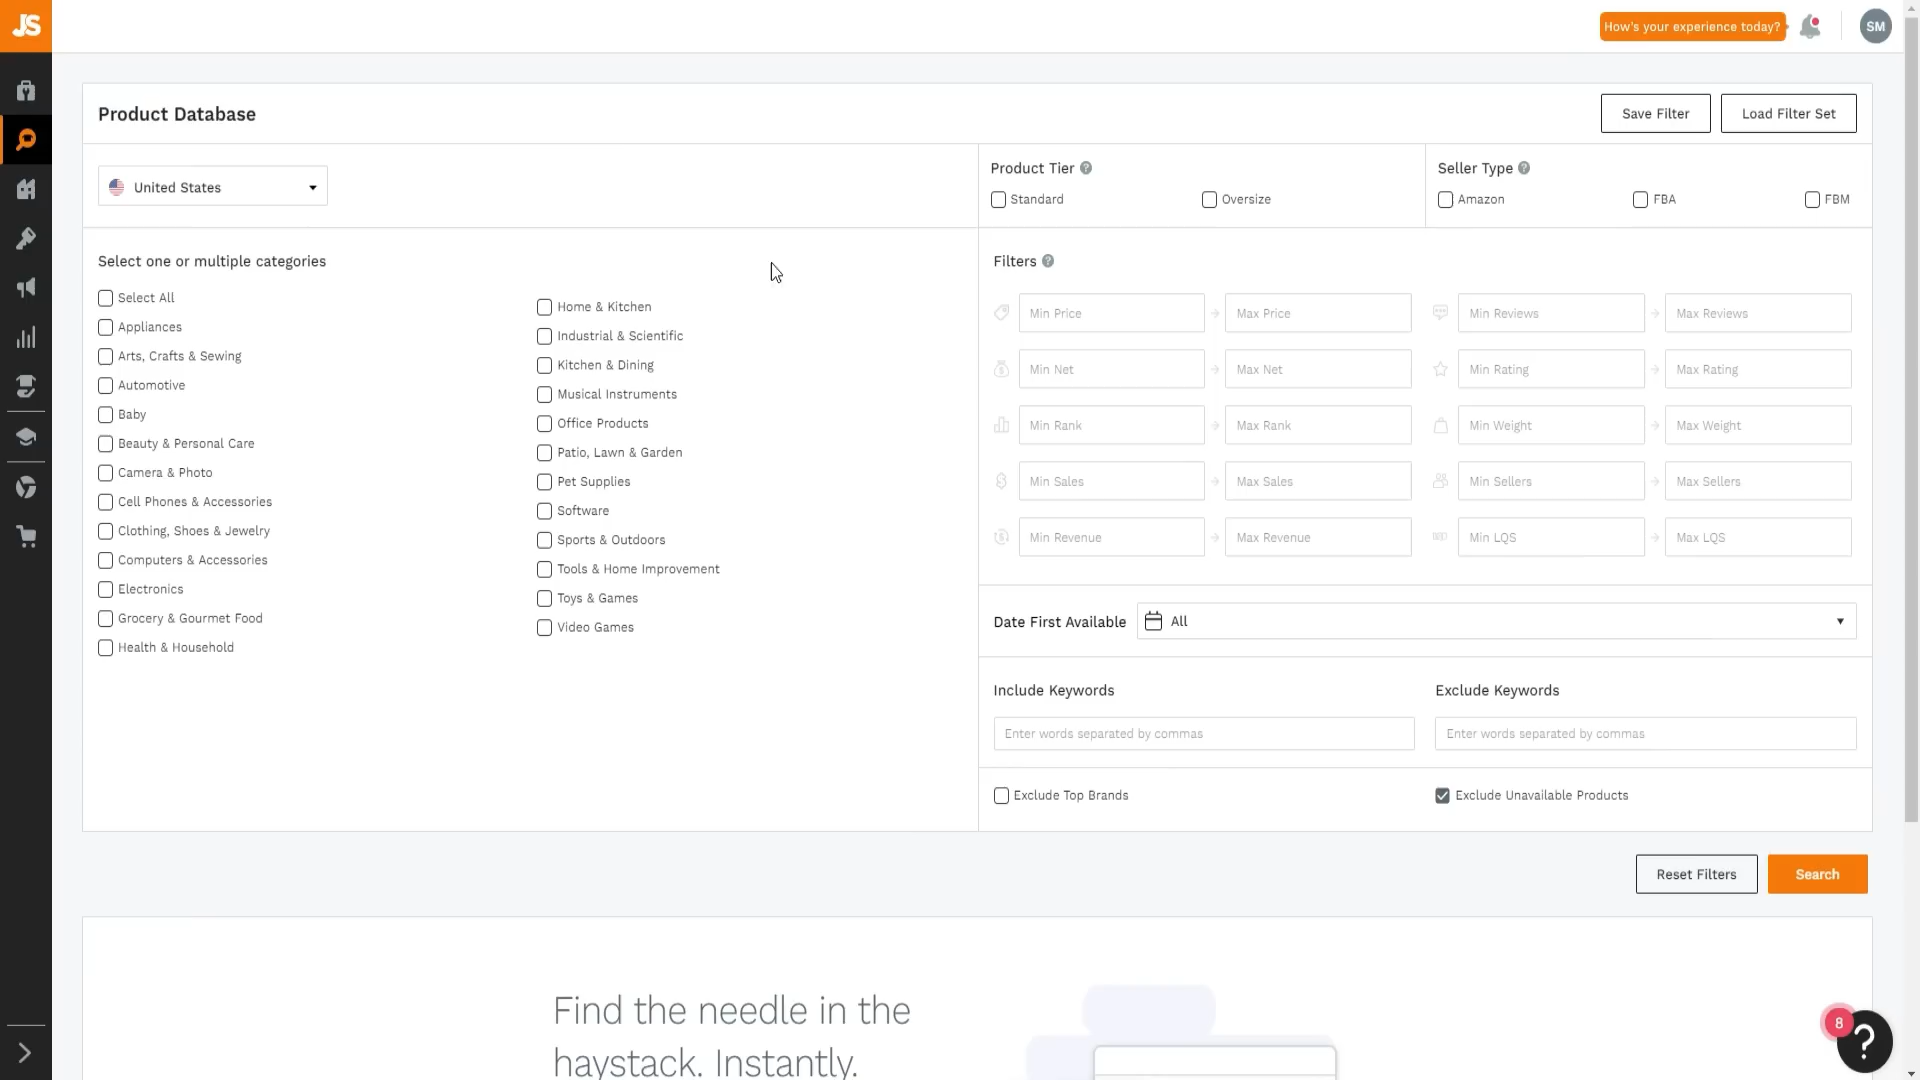 JS
How's your experience today?
SM
Product Database
Save Filter
Load Filter Set
United States
Product Tier ?
Standard
Oversize
Seller Type ?
Amazon
FBA
FBM
Select one or multiple categories
Select All
Appliances
Arts, Crafts & Sewing
Automotive
Baby
Beauty & Personal Care
Camera & Photo
Cell Phones & Accessories
Clothing, Shoes & Jewelry
Computers & Accessories
Electronics
Grocery & Gourmet Food
Health & Household
Home & Kitchen
Industrial & Scientific
Kitchen & Dining
Musical Instruments
Office Products
Patio, Lawn & Garden
Pet Supplies
Software
Sports & Outdoors
Tools & Home Improvement
Toys & Games
Video Games
Filters ?
Min Price
Max Price
Min Reviews
Max Reviews
Min Net
Max Net
Min Rating
Max Rating
Min Rank
Max Rank
Min Weight
Max Weight
Min Sales
Max Sales
Min Sellers
Max Sellers
Min Revenue
Max Revenue
Min LQS
Max LQS
Date First Available
All
Include Keywords
Exclude Keywords
Enter words separated by commas
Enter words separated by commas
Exclude Top Brands
Exclude Unavailable Products
Reset Filters
Search
Find the needle in the
haystack. Instantly.
8
?